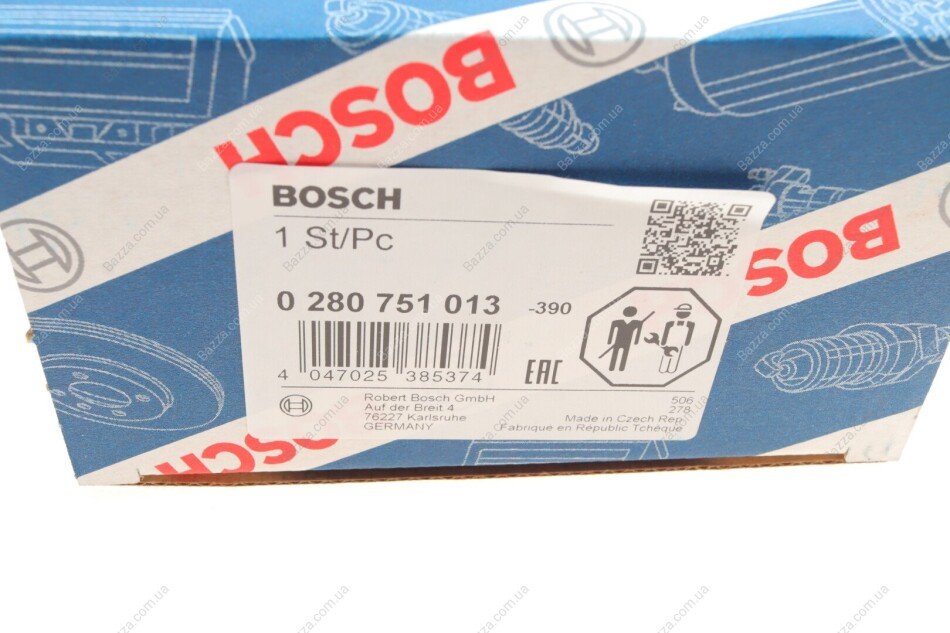 BOSCH
BOSCH
1 St/Pc
BOSCH
0 280 751 013 -390
4 047025 385374
EAC
Robert Bosch GmbH
Auf der Breit 4
76227 Karlsruhe
GERMANY
506
278
Made in Czech Rep.
Fabrique en République Tchèque
BOSCH
Bazza.com.ua